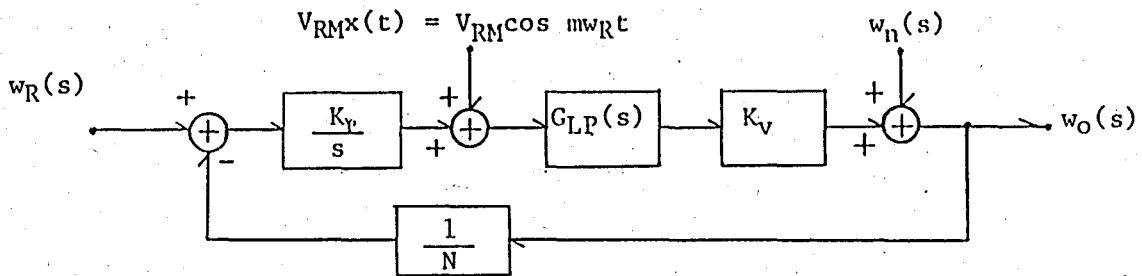 V_RM x(t) = V_RM cos mw_R t
w_n(s)
w_R(s)
+
+
+
+
+
K_r
s
+
+
G_LP(s)
K_v
+
+
w_o(s)
-
1
N